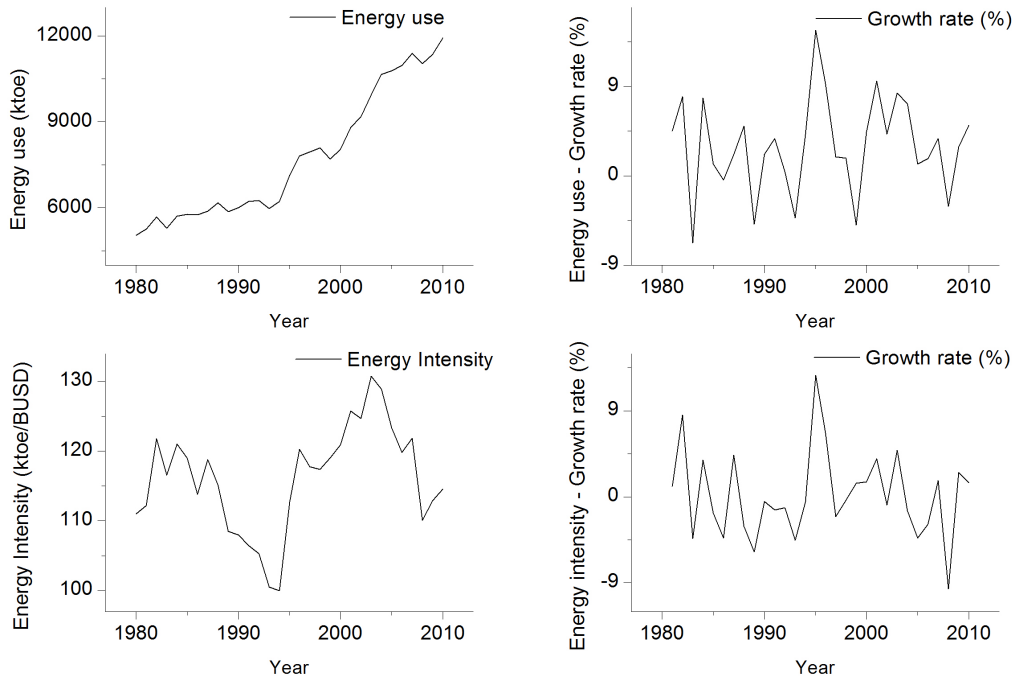 Energy use
Energy use (ktoe)
12000
9000
6000
1980 1990 2000 2010
Year
Growth rate (%)
Energy use - Growth rate (%)
9
0
-9
1980 1990 2000 2010
Year
Energy Intensity
Energy Intensity (ktoe/BUSD)
130
120
110
100
1980 1990 2000 2010
Year
Growth rate (%)
Energy intensity - Growth rate (%)
9
0
-9
1980 1990 2000 2010
Year